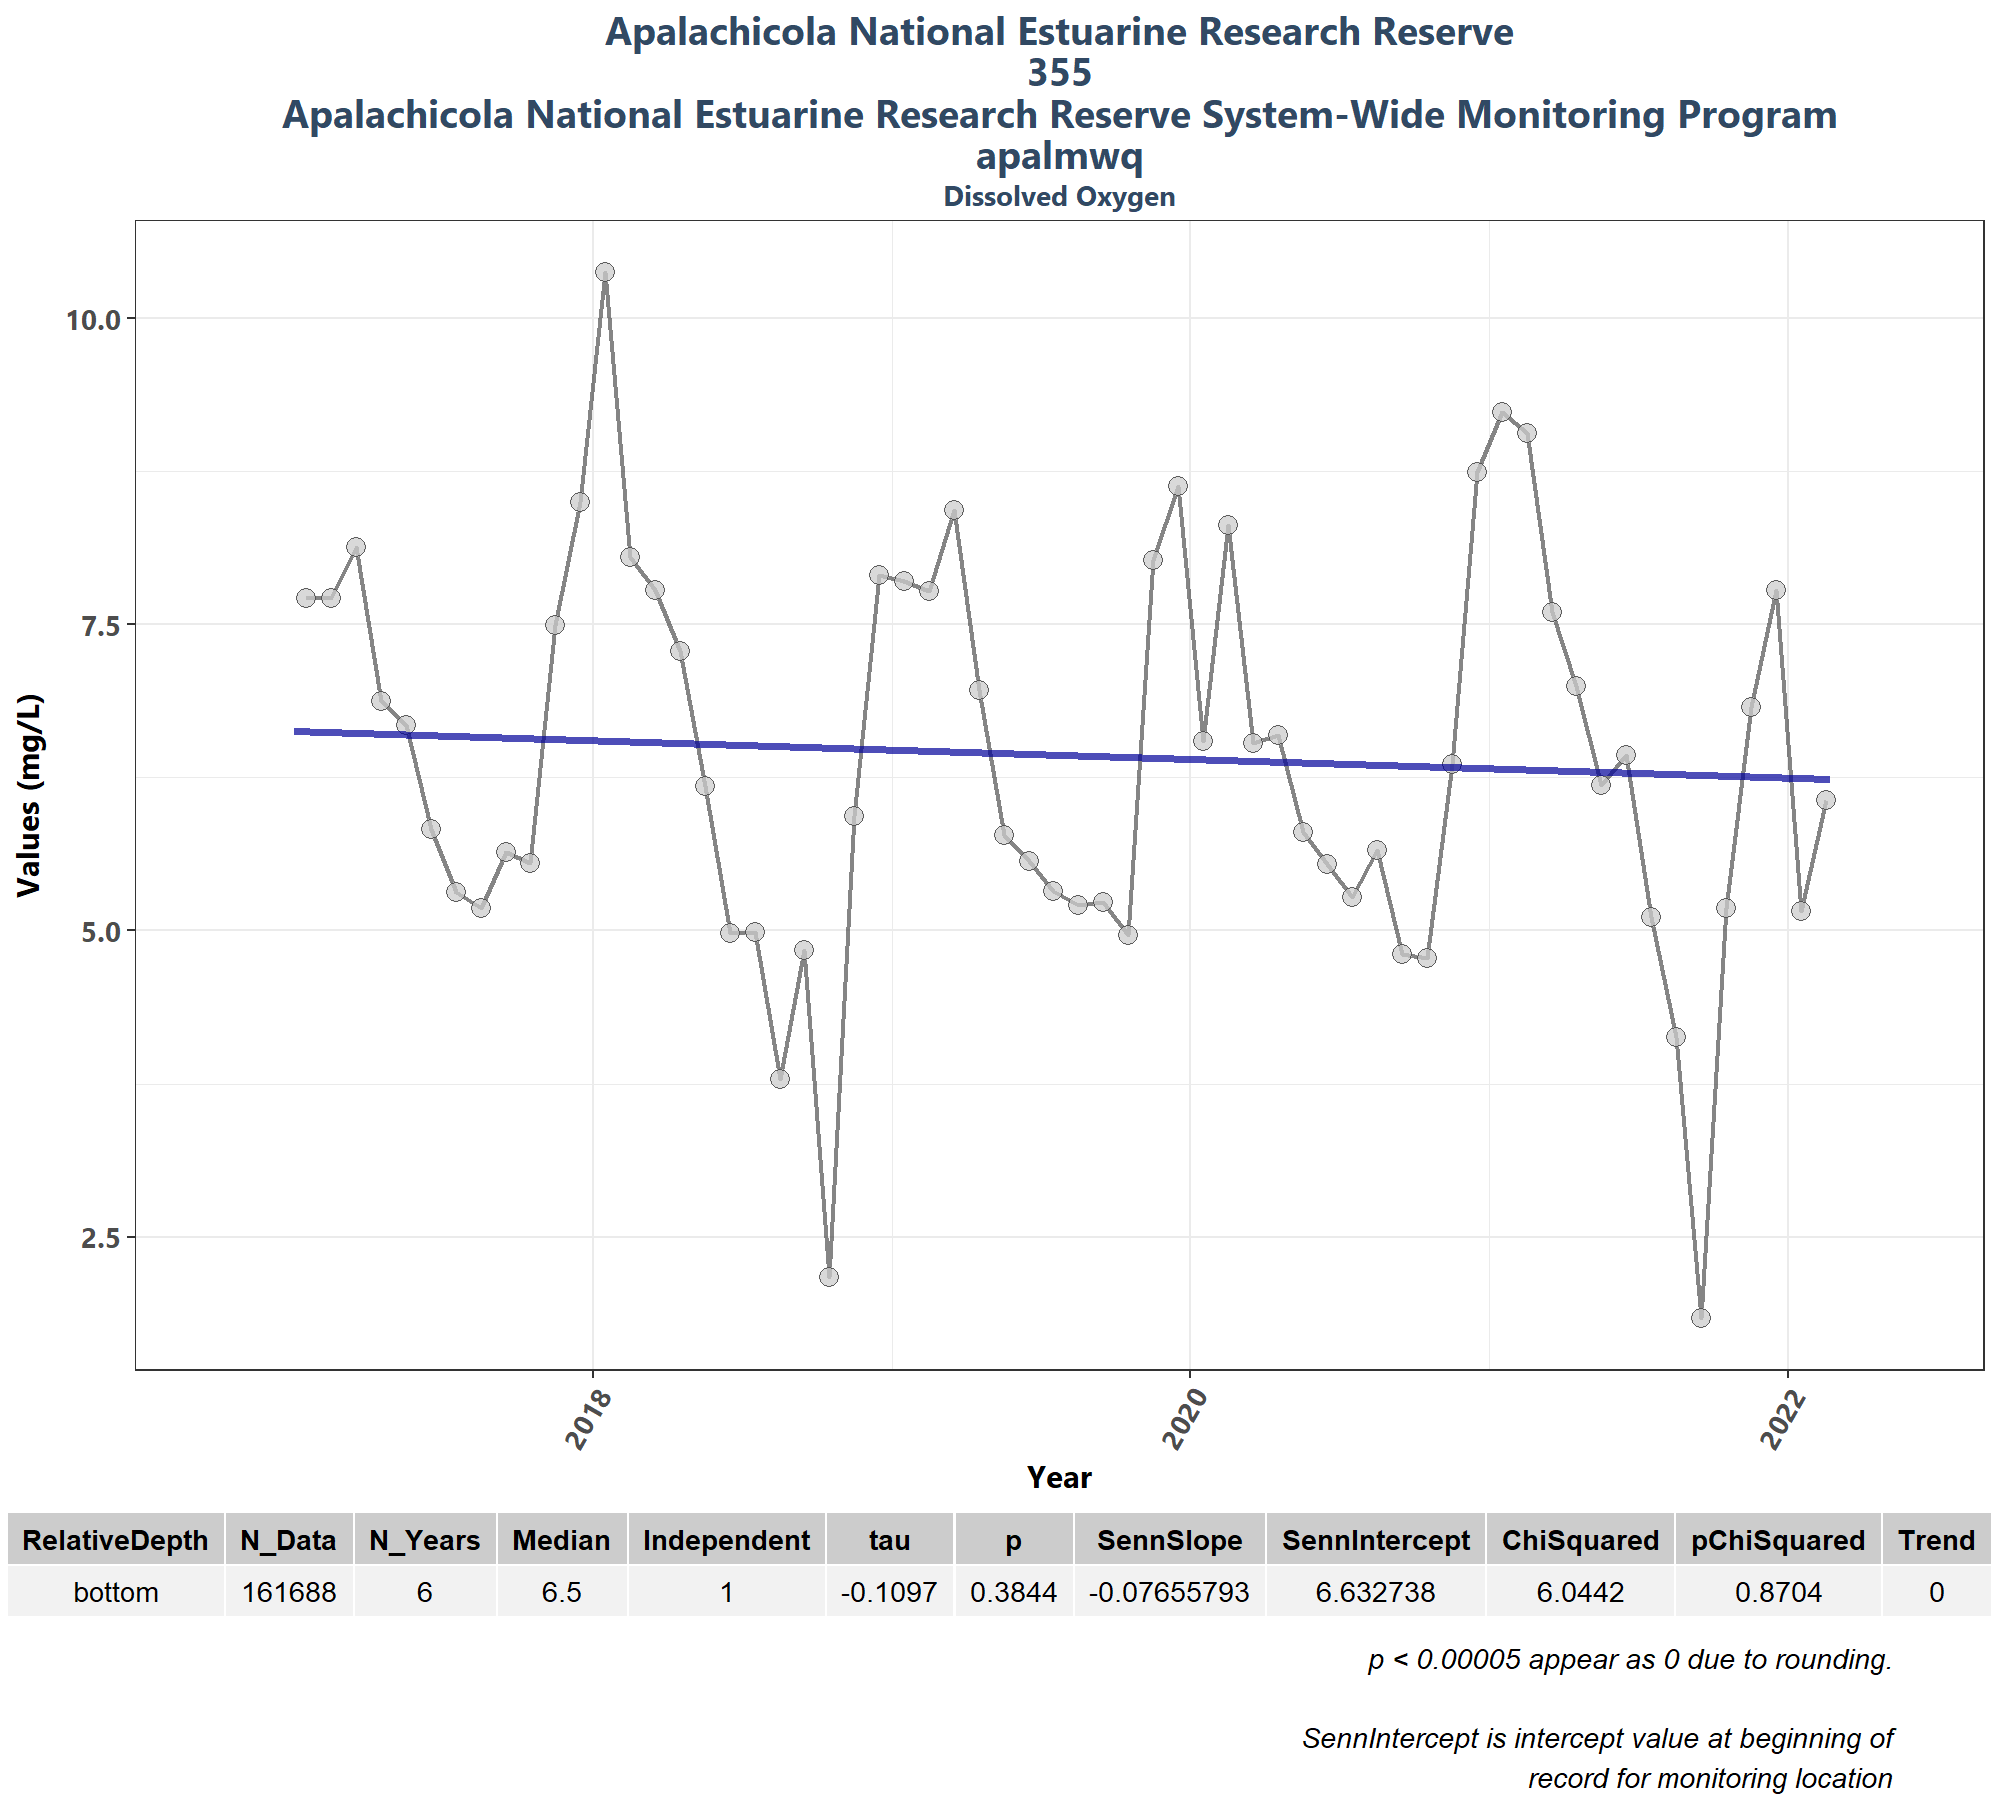 Apalachicola National Estuarine Research Reserve
355
Apalachicola National Estuarine Research Reserve System-Wide Monitoring Program
apalmwq
Dissolved Oxygen
10.0
7.5
5.0
2.5
Values (mg/L)
2018 2020 2022
Year
RelativeDepth N_Data N_Years Median Independent tau p SennSlope SennIntercept ChiSquared pChiSquared Trend
bottom 161688 6 6.5 1 -0.1097 0.3844 -0.07655793 6.632738 6.0442 0.8704 0
p < 0.00005 appear as 0 due to rounding.
SennIntercept is intercept value at beginning of
record for monitoring location